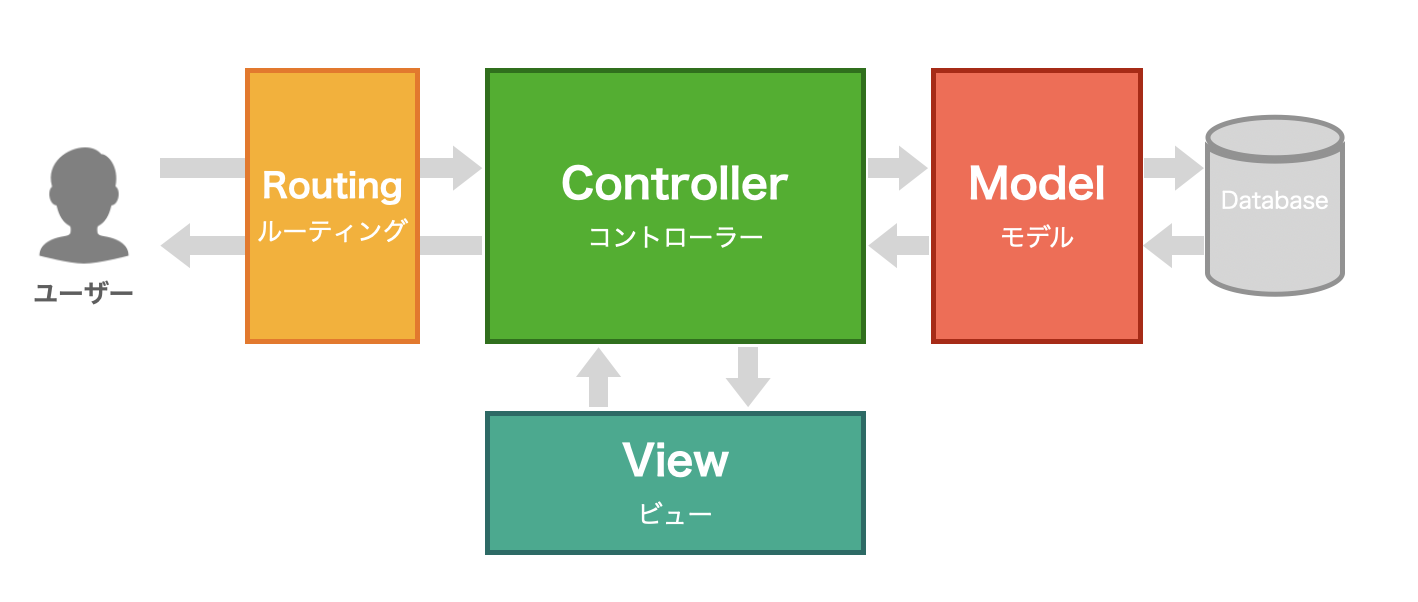 ユーザー
Routing
ルーティング
Controller
コントローラー
Model
モデル
Database
View
ビュー